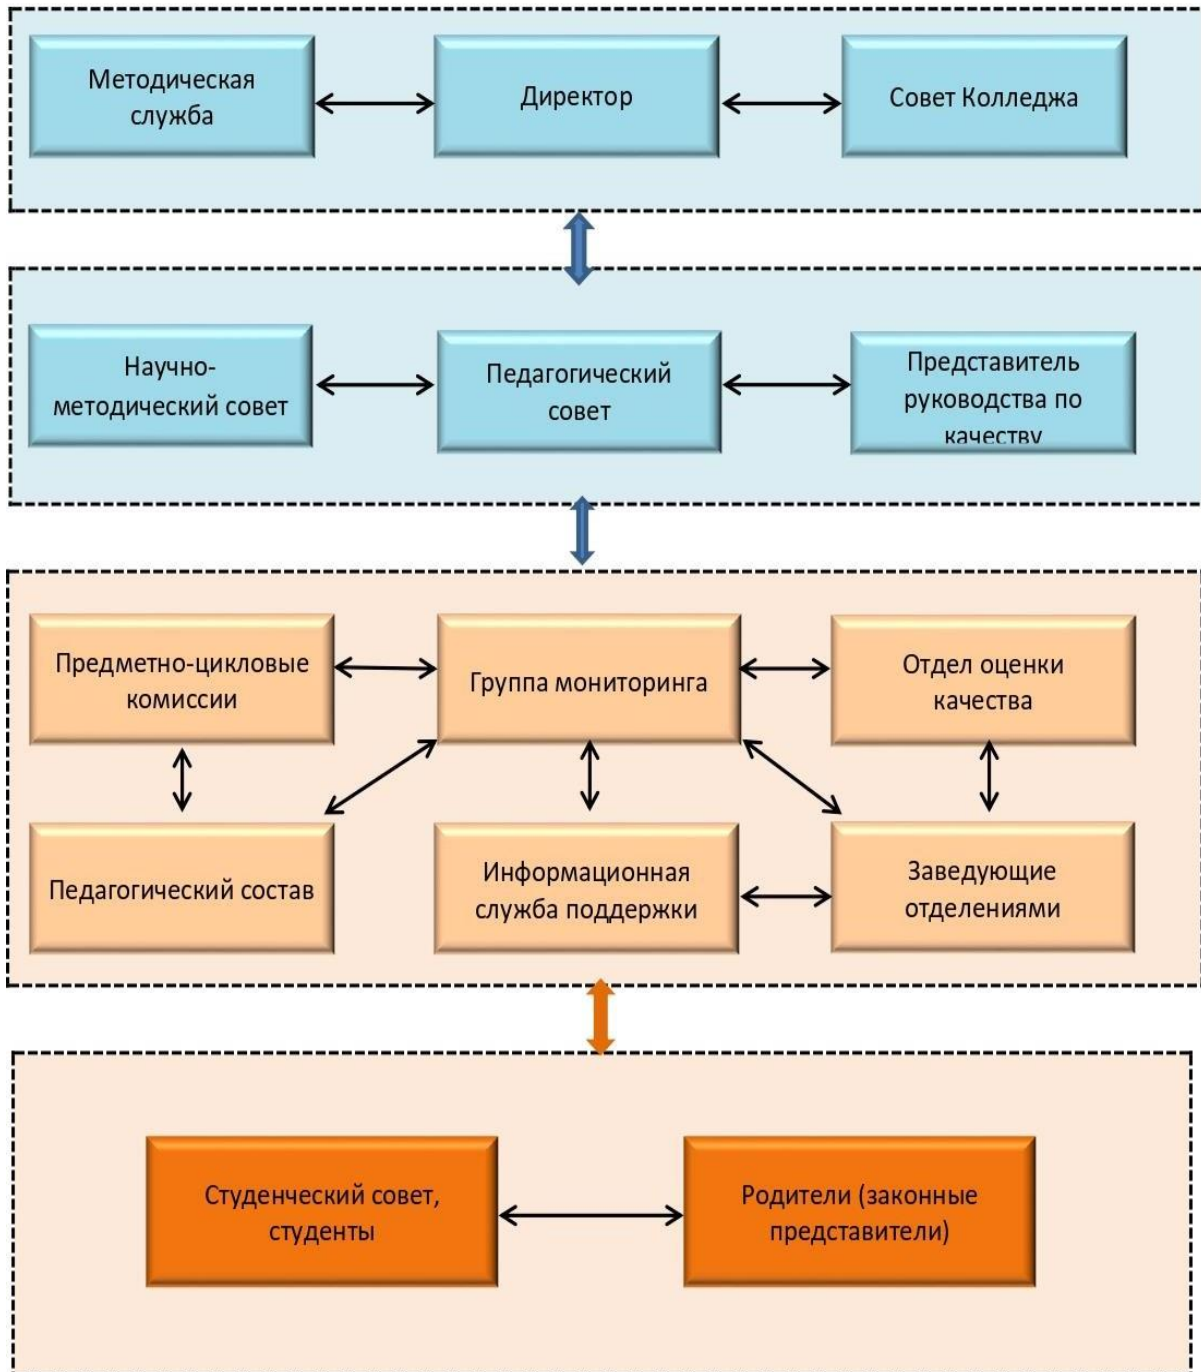 Методическая
служба
Директор
Совет Колледжа
Научно-
методический совет
Педагогический
совет
Представитель
руководства по
качеству
Предметно-цикловые
комиссии
Группа мониторинга
Отдел оценки
качества
Педагогический состав
Информационная
служба поддержки
Заведующие
отделениями
Студенческий совет,
студенты
Родители (законные
представители)